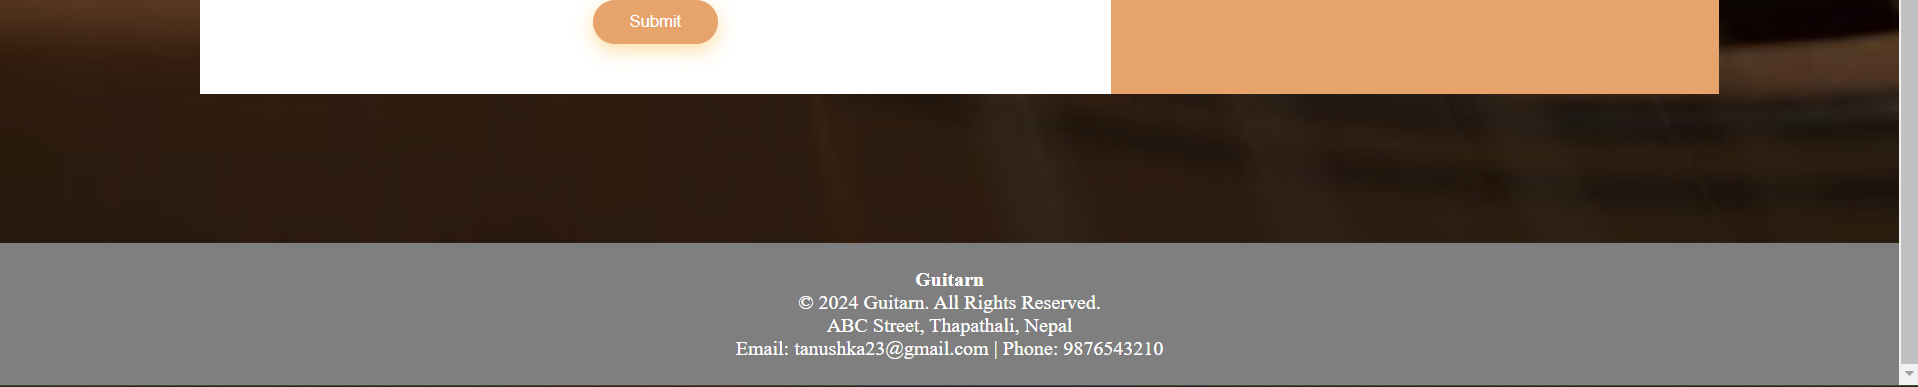 Submit
Guitarn
© 2024 Guitarn. All Rights Reserved.
ABC Street, Thapathali, Nepal
Email: tanushka23@gmail.com | Phone: 9876543210